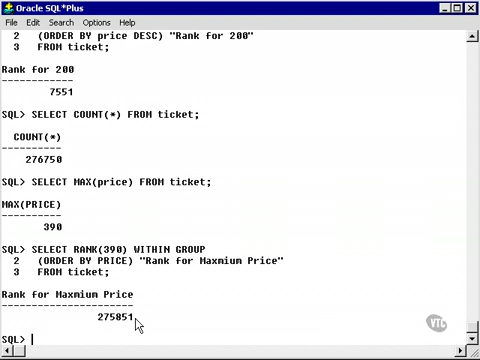 Oracle SQL*Plus
File Edit Search Options Help
2 (ORDER BY price DESC) "Rank for 200"
3 FROM ticket;
Rank for 200
------------
7551
SQL> SELECT COUNT(*) FROM ticket;
COUNT(*)
----------
276750
SQL> SELECT MAX(price) FROM ticket;
MAX(PRICE)
----------
390
SQL> SELECT RANK(390) WITHIN GROUP
2 (ORDER BY PRICE) "Rank for Maxmium Price"
3 FROM ticket;
Rank for Maxmium Price
----------------------
275851
SQL>
VTC